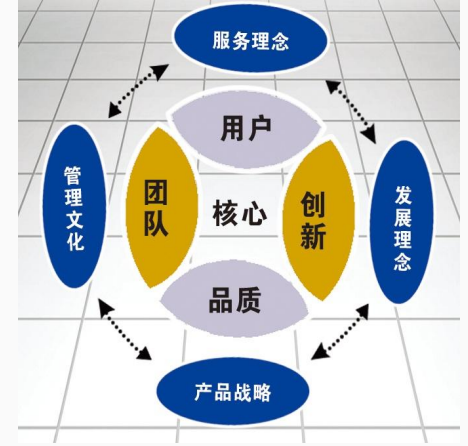 服务理念
用户
管理文化
团队
核心
创新
发展理念
品质
产品战略